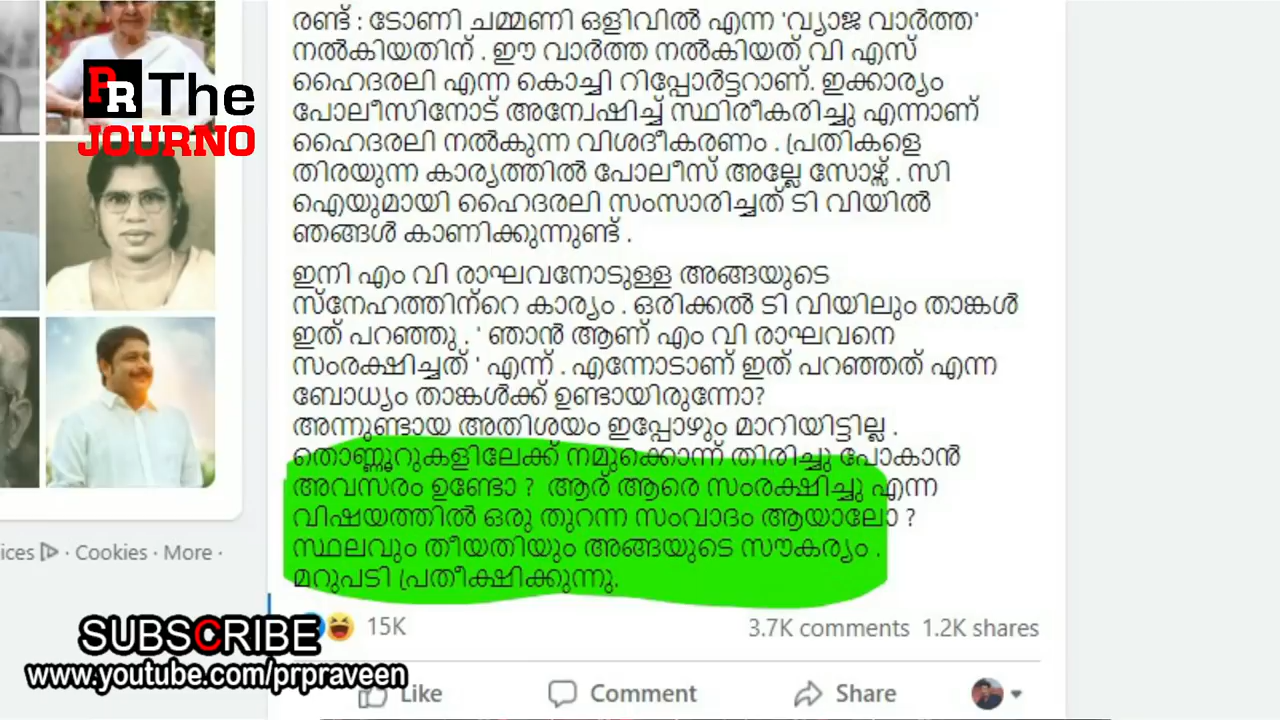 രണ്ട് : ടോണി ചമ്മണി ഒളിവിൽ എന്ന 'വ്യാജ വാർത്ത'
നൽകിയതിന് . ഈ വാർത്ത നൽകിയത് വി എസ്
ഹൈദരലി എന്ന കൊച്ചി റിപ്പോർട്ടറാണ്. ഇക്കാര്യം
പോലീസിനോട് അന്വേഷിച്ച് സ്ഥിരീകരിച്ചു എന്നാണ്
ഹൈദരലി നൽകുന്ന വിശദീകരണം . പ്രതികളെ
തിരയുന്ന കാര്യത്തിൽ പോലീസ് അല്ലേ സോഴ്സ് . സി
ഐയുമായി ഹൈദരലി സംസാരിച്ചത് ടി വിയിൽ
ഞങ്ങൾ കാണിക്കുന്നുണ്ട് .
ഇനി എം വി രാഘവനോടുള്ള അങ്ങയുടെ
സ്നേഹത്തിന്റെ കാര്യം . ഒരിക്കൽ ടി വിയിലും താങ്കൾ
ഇത് പറഞ്ഞു . ' ഞാൻ ആണ് എം വി രാഘവനെ
സംരക്ഷിച്ചത് ' എന്ന് . എന്നോടാണ് ഇത് പറഞ്ഞത് എന്ന
ബോധ്യം താങ്കൾക്ക് ഉണ്ടായിരുന്നോ?
അന്നുണ്ടായ അതിശയം ഇപ്പോഴും മാറിയിട്ടില്ല .
തൊണ്ണൂറുകളിലേക്ക് നമുക്കൊന്ന് തിരിച്ചു പോകാൻ
അവസരം ഉണ്ടോ ? ആര് ആരെ സംരക്ഷിച്ചു എന്ന
വിഷയത്തിൽ ഒരു തുറന്ന സംവാദം ആയാലോ ?
സ്ഥലവും തീയതിയും അങ്ങയുടെ സൗകര്യം .
മറുപടി പ്രതീക്ഷിക്കുന്നു.
15K 3.7K comments 1.2K shares
Like Comment Share
PR The
JOURNO
ices · Cookies · More ·
SUBSCRIBE
www.youtube.com/prpraveen